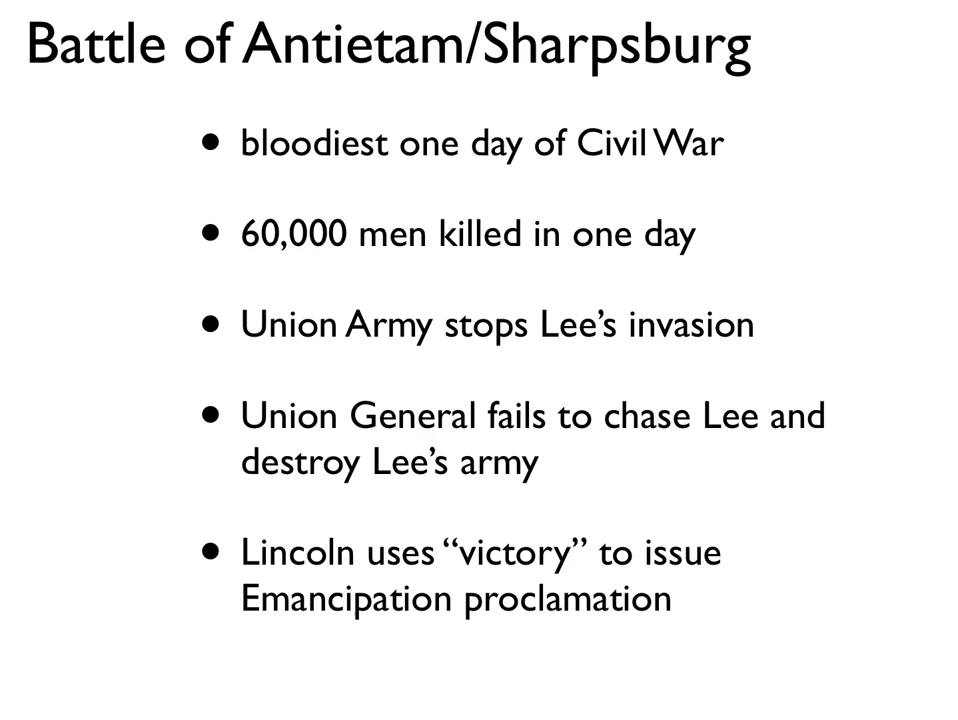 Battle of Antietam/Sharpsburg
• bloodiest one day of Civil War
• 60,000 men killed in one day
• Union Army stops Lee’s invasion
• Union General fails to chase Lee and
destroy Lee’s army
• Lincoln uses “victory” to issue
Emancipation proclamation